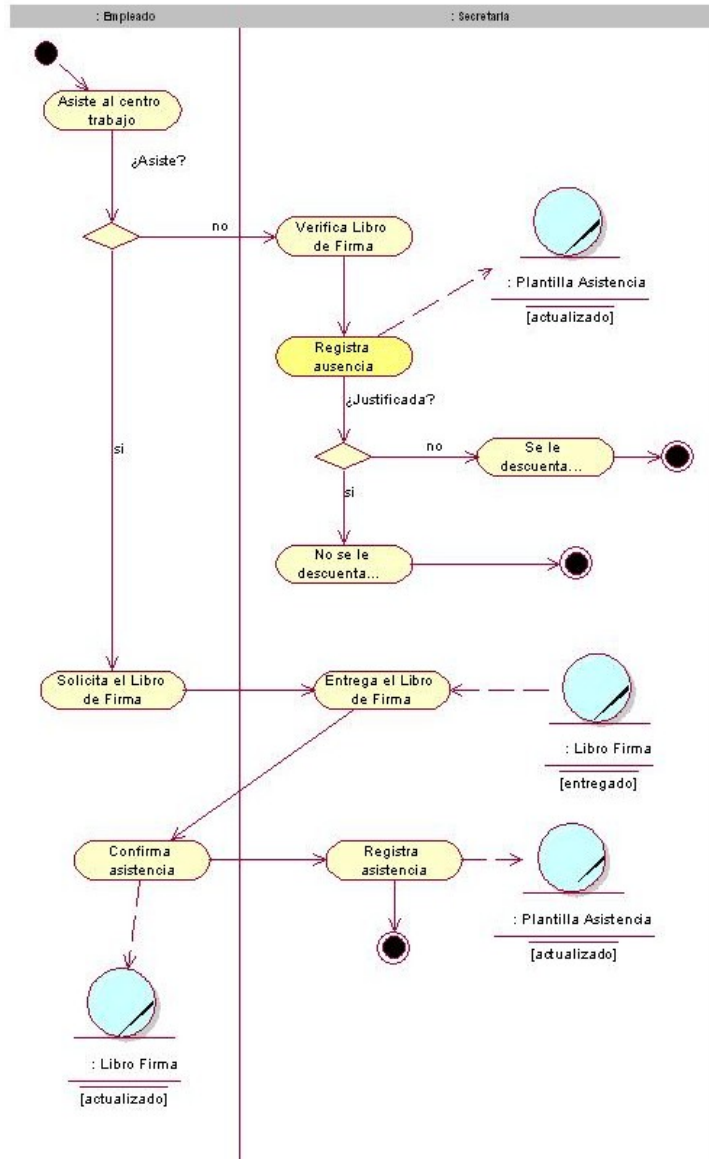 : Empleado
: Secretaria
Asiste al centro
trabajo
¿Asiste?
no
Verifica Libro
de Firma
: Plantilla Asistencia
[actualizado]
Registra
ausencia
¿Justificada?
no
Se le
descuenta...
si
si
No se le
descuenta...
Solicita el Libro
de Firma
Entrega el Libro
de Firma
: Libro Firma
[entregado]
Confirma
asistencia
Registra
asistencia
: Plantilla Asistencia
[actualizado]
: Libro Firma
[actualizado]